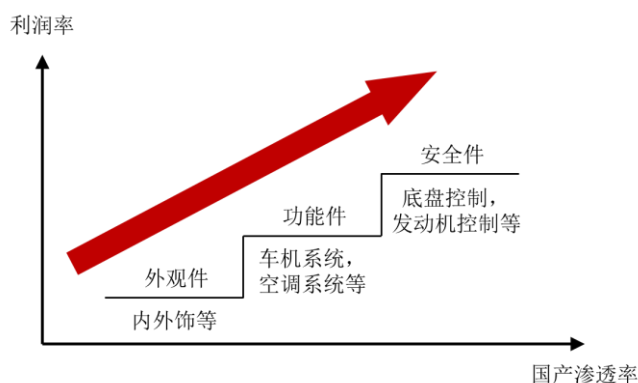 利润率
安全件
底盘控制，
发动机控制等
功能件
车机系统，
空调系统等
外观件
内外饰等
国产渗透率